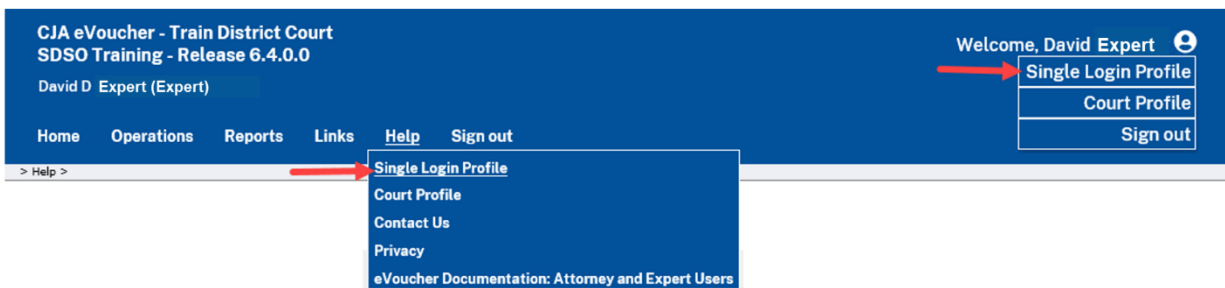 CJA eVoucher - Train District Court
SDSO Training - Release 6.4.0.0
David D Expert (Expert)
Welcome, David Expert
Single Login Profile
Court Profile
Sign out
Home Operations Reports Links Help Sign out
> Help >
Single Login Profile
Court Profile
Contact Us
Privacy
eVoucher Documentation: Attorney and Expert Users